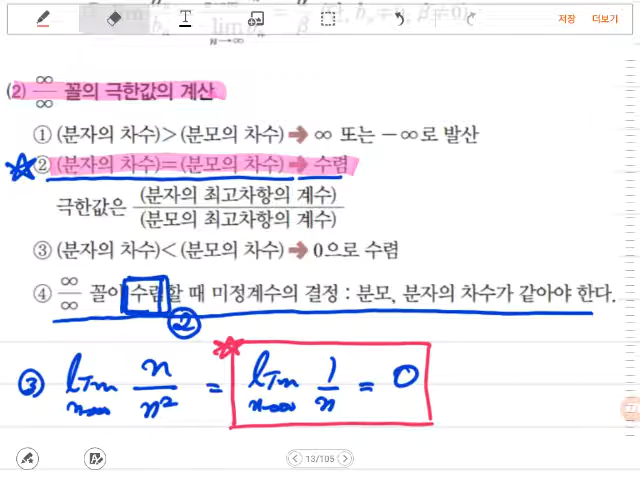 T 저장 더보기
lim b_n β
n→∞
(2) ∞/∞ 꼴의 극한값의 계산
① (분자의 차수)>(분모의 차수) ➡ ∞ 또는 −∞로 발산
② (분자의 차수)=(분모의 차수) ➡ 수렴
극한값은 (분자의 최고차항의 계수)/(분모의 최고차항의 계수)
③ (분자의 차수)<(분모의 차수) ➡ 0으로 수렴
④ ∞/∞ 꼴이 수렴할 때 미정계수의 결정 : 분모, 분자의 차수가 같아야 한다.
②
③ lim n→∞ n/n² = lim n→∞ 1/n = 0
13/105